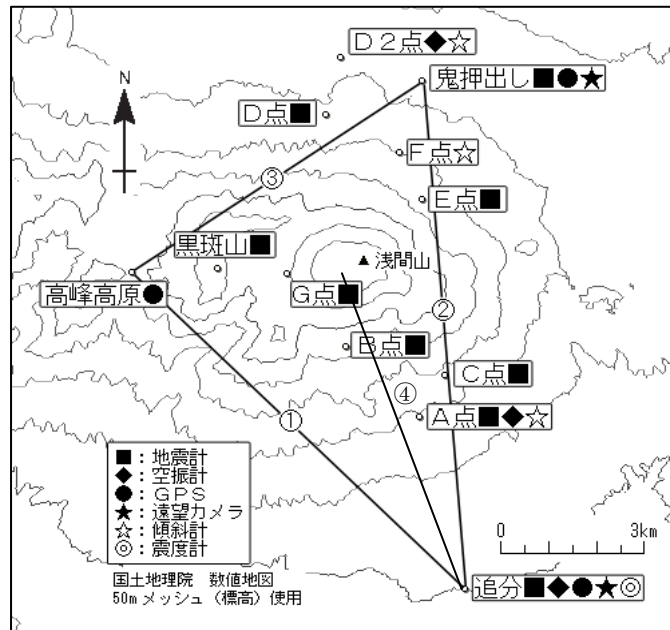 D2点◆☆
N
鬼押出し■●★
D点■
F点☆
③
E点■
黒斑山■
▲浅間山
高峰高原●
G点■
②
B点■
C点■
④
①
A点■◆☆
■：地震計
◆：空振計
●：GPS
★：遠望カメラ
☆：傾斜計
◎：震度計
0 3km
国土地理院 数値地図
50mメッシュ（標高）使用
追分■◆●★◎